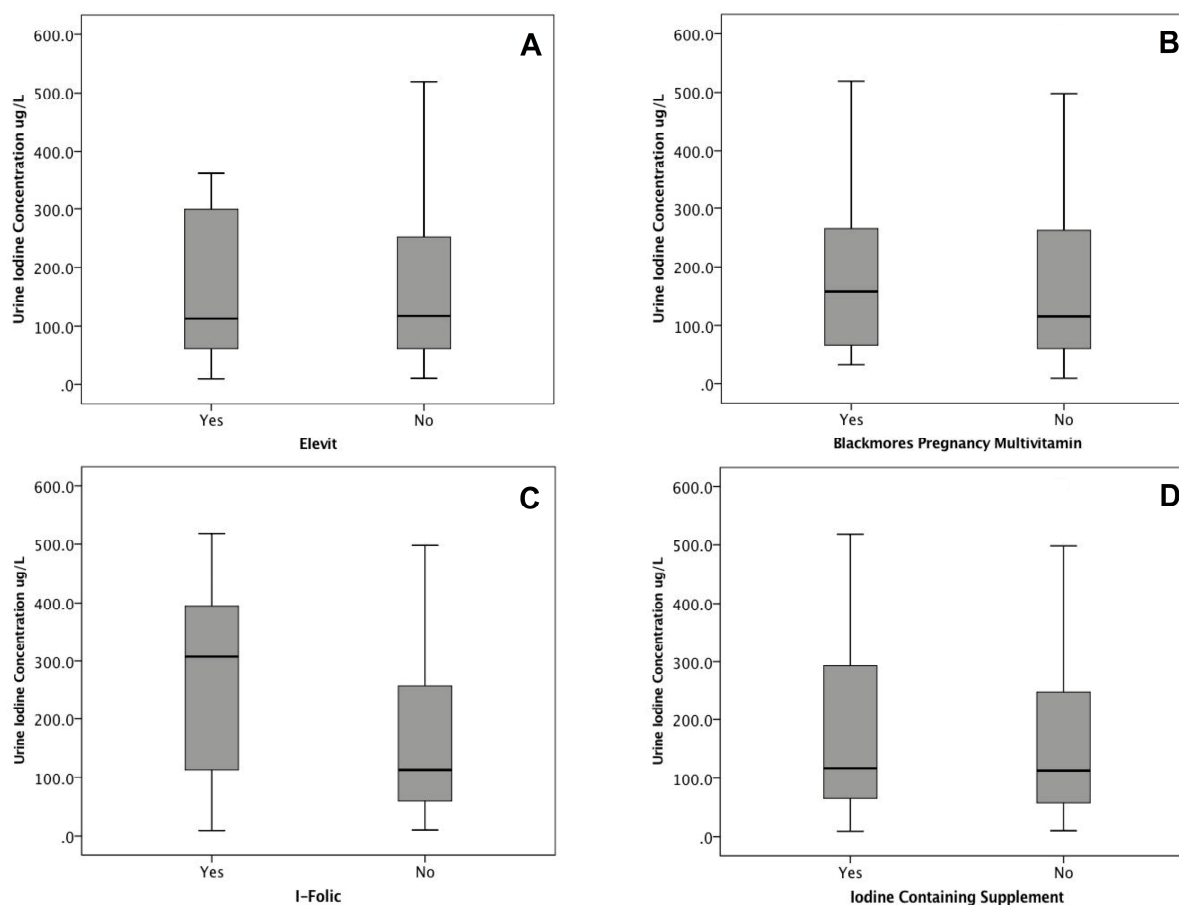 A
Urine Iodine Concentration ug/L
600.0
500.0
400.0
300.0
200.0
100.0
.0
Yes
No
Elevit
B
Urine Iodine Concentration ug/L
600.0
500.0
400.0
300.0
200.0
100.0
.0
Yes
No
Blackmores Pregnancy Multivitamin
C
Urine Iodine Concentration ug/L
600.0
500.0
400.0
300.0
200.0
100.0
.0
Yes
No
I-Folic
D
Urine Iodine Concentration ug/L
600.0
500.0
400.0
300.0
200.0
100.0
.0
Yes
No
Iodine Containing Supplement